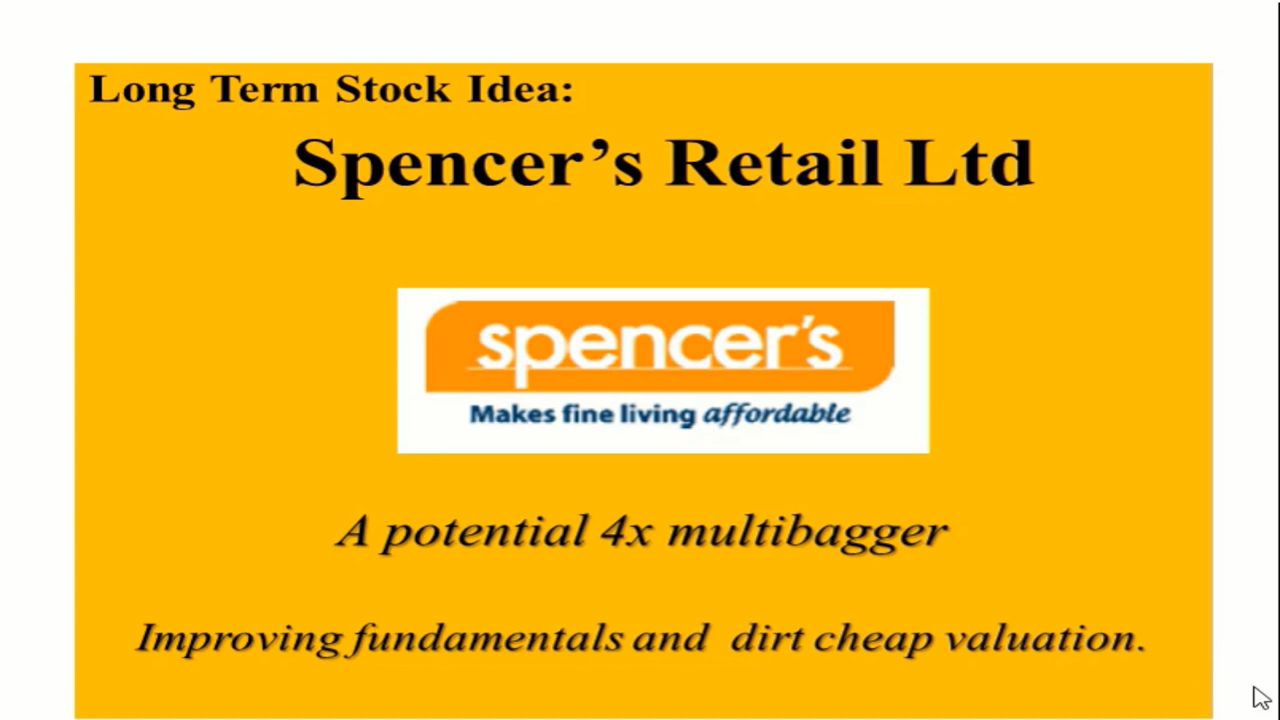 Long Term Stock Idea:
Spencer’s Retail Ltd
spencer’s
Makes fine living affordable
A potential 4x multibagger
Improving fundamentals and dirt cheap valuation.